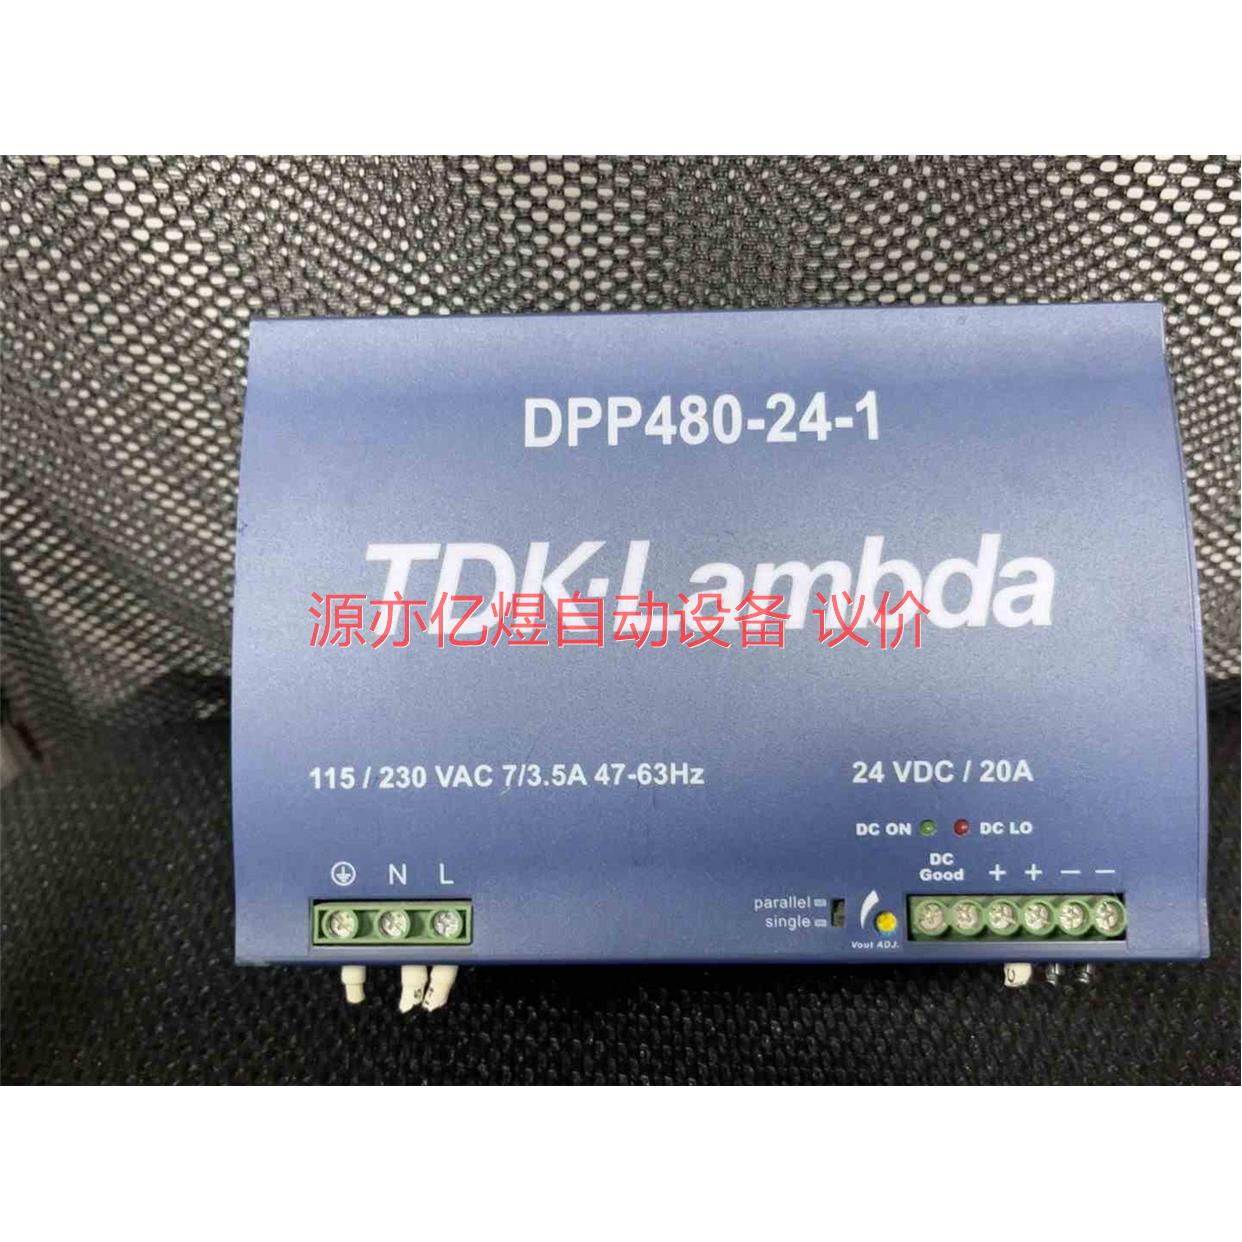 DPP480-24-1
TDK·Lambda
源亦亿煜自动设备 议价
115 / 230 VAC 7/3.5A 47-63Hz
24 VDC / 20A
DC ON
DC LO
N L
DC
Good
+ + − −
parallel
single
Vout ADJ.